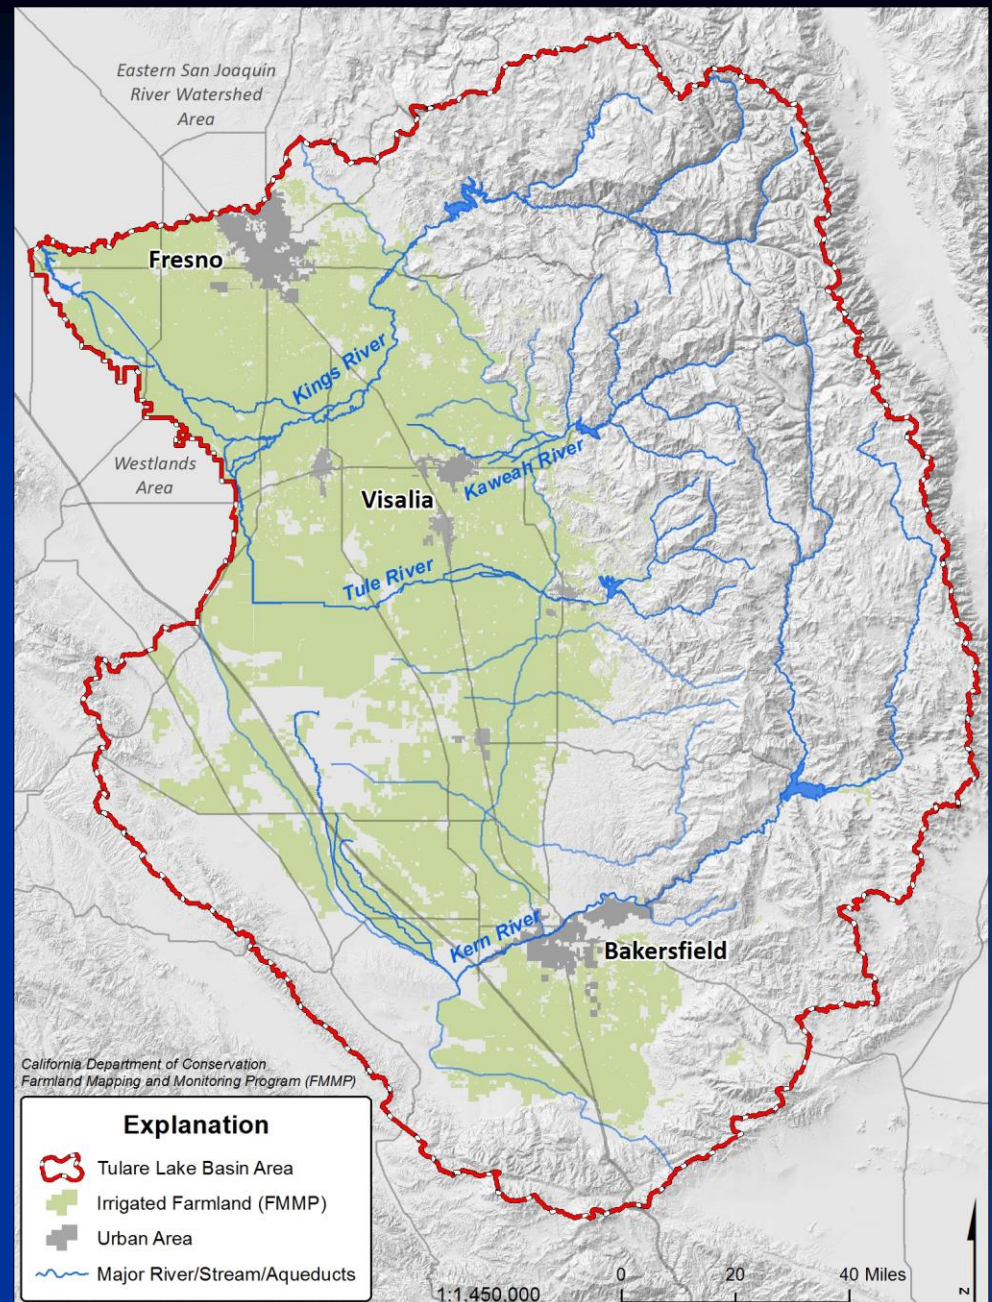 Eastern San Joaquin
River Watershed
Area
Fresno
Kings River
Westlands
Area
Kaweah River
Visalia
Tule River
Kern River
Bakersfield
California Department of Conservation
Farmland Mapping and Monitoring Program (FMMP)
Explanation
Tulare Lake Basin Area
Irrigated Farmland (FMMP)
Urban Area
Major River/Stream/Aqueducts
0 20 40 Miles
1:1,450,000
N